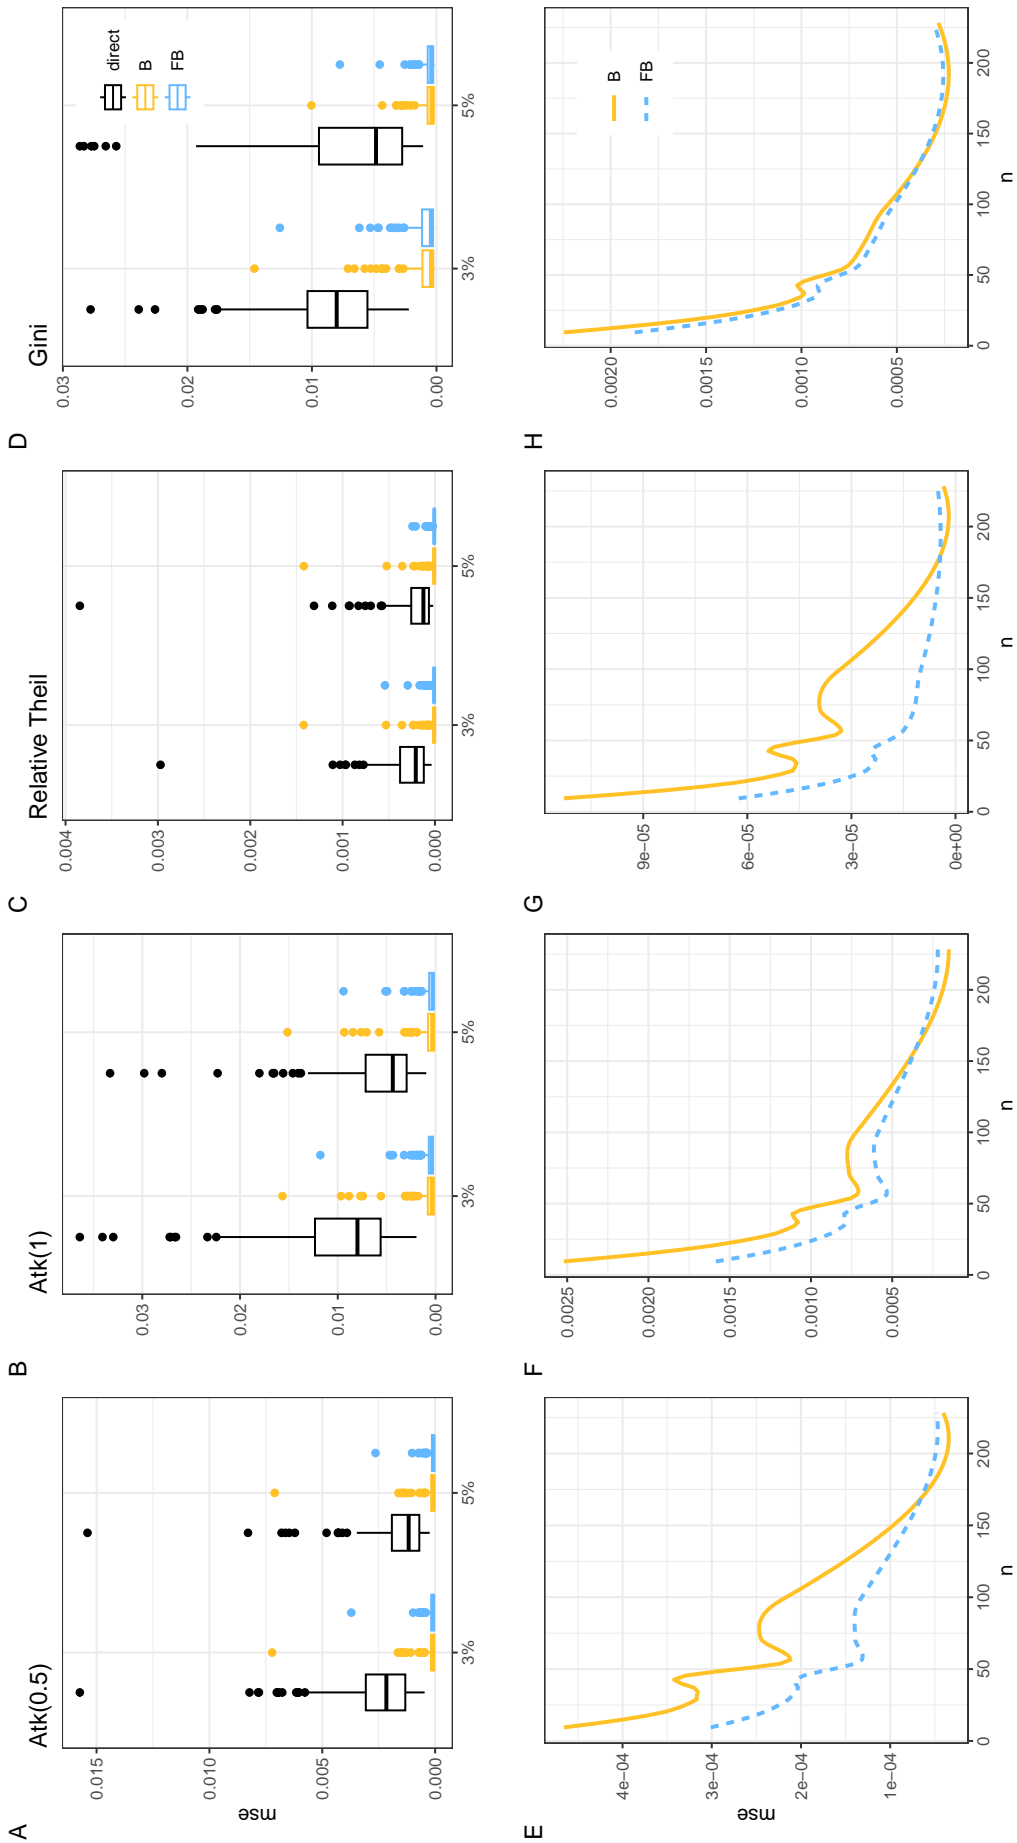 A
Atk(0.5)
mse
0.015
0.010
0.005
0.000
3%
5%
B
Atk(1)
0.03
0.02
0.01
0.00
3%
5%
C
Relative Theil
0.004
0.003
0.002
0.001
0.000
3%
5%
D
Gini
0.03
0.02
0.01
0.00
3%
5%
direct
B
FB
E
mse
4e−04
3e−04
2e−04
1e−04
0
50
100
150
200
n
F
0.0025
0.0020
0.0015
0.0010
0.0005
0
50
100
150
200
n
G
9e−05
6e−05
3e−05
0e+00
0
50
100
150
200
n
H
0.0020
0.0015
0.0010
0.0005
0
50
100
150
200
n
B
FB